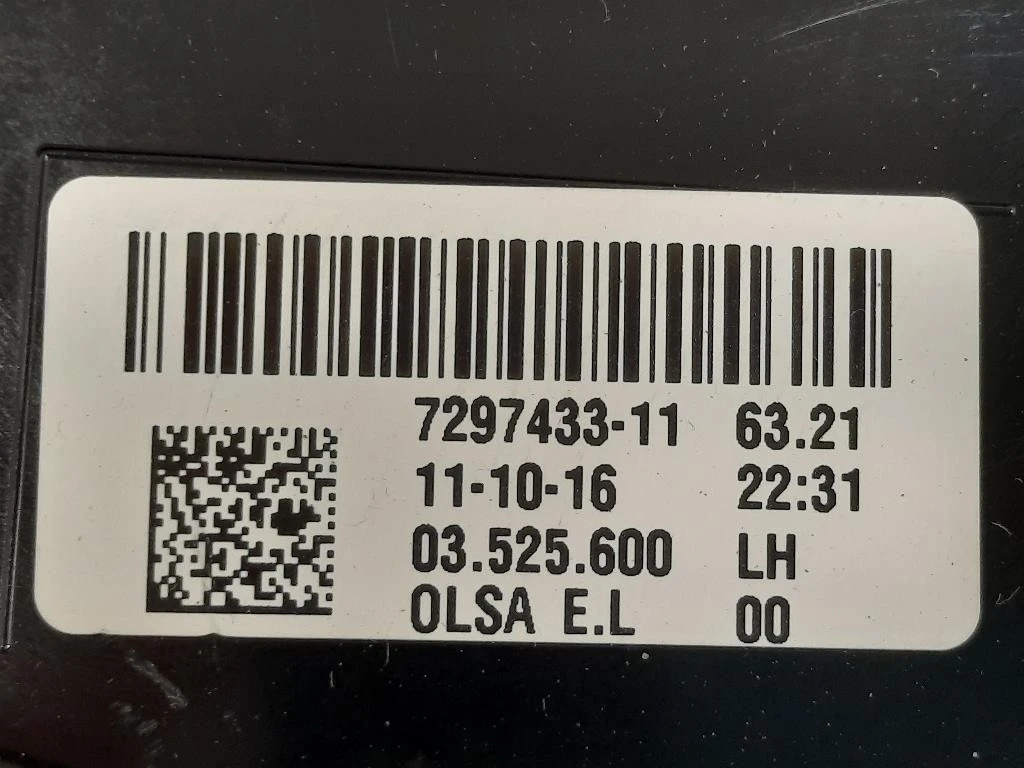 7297433-11 63.21
11-10-16 22:31
03.525.600 LH
OLSA E.L 00